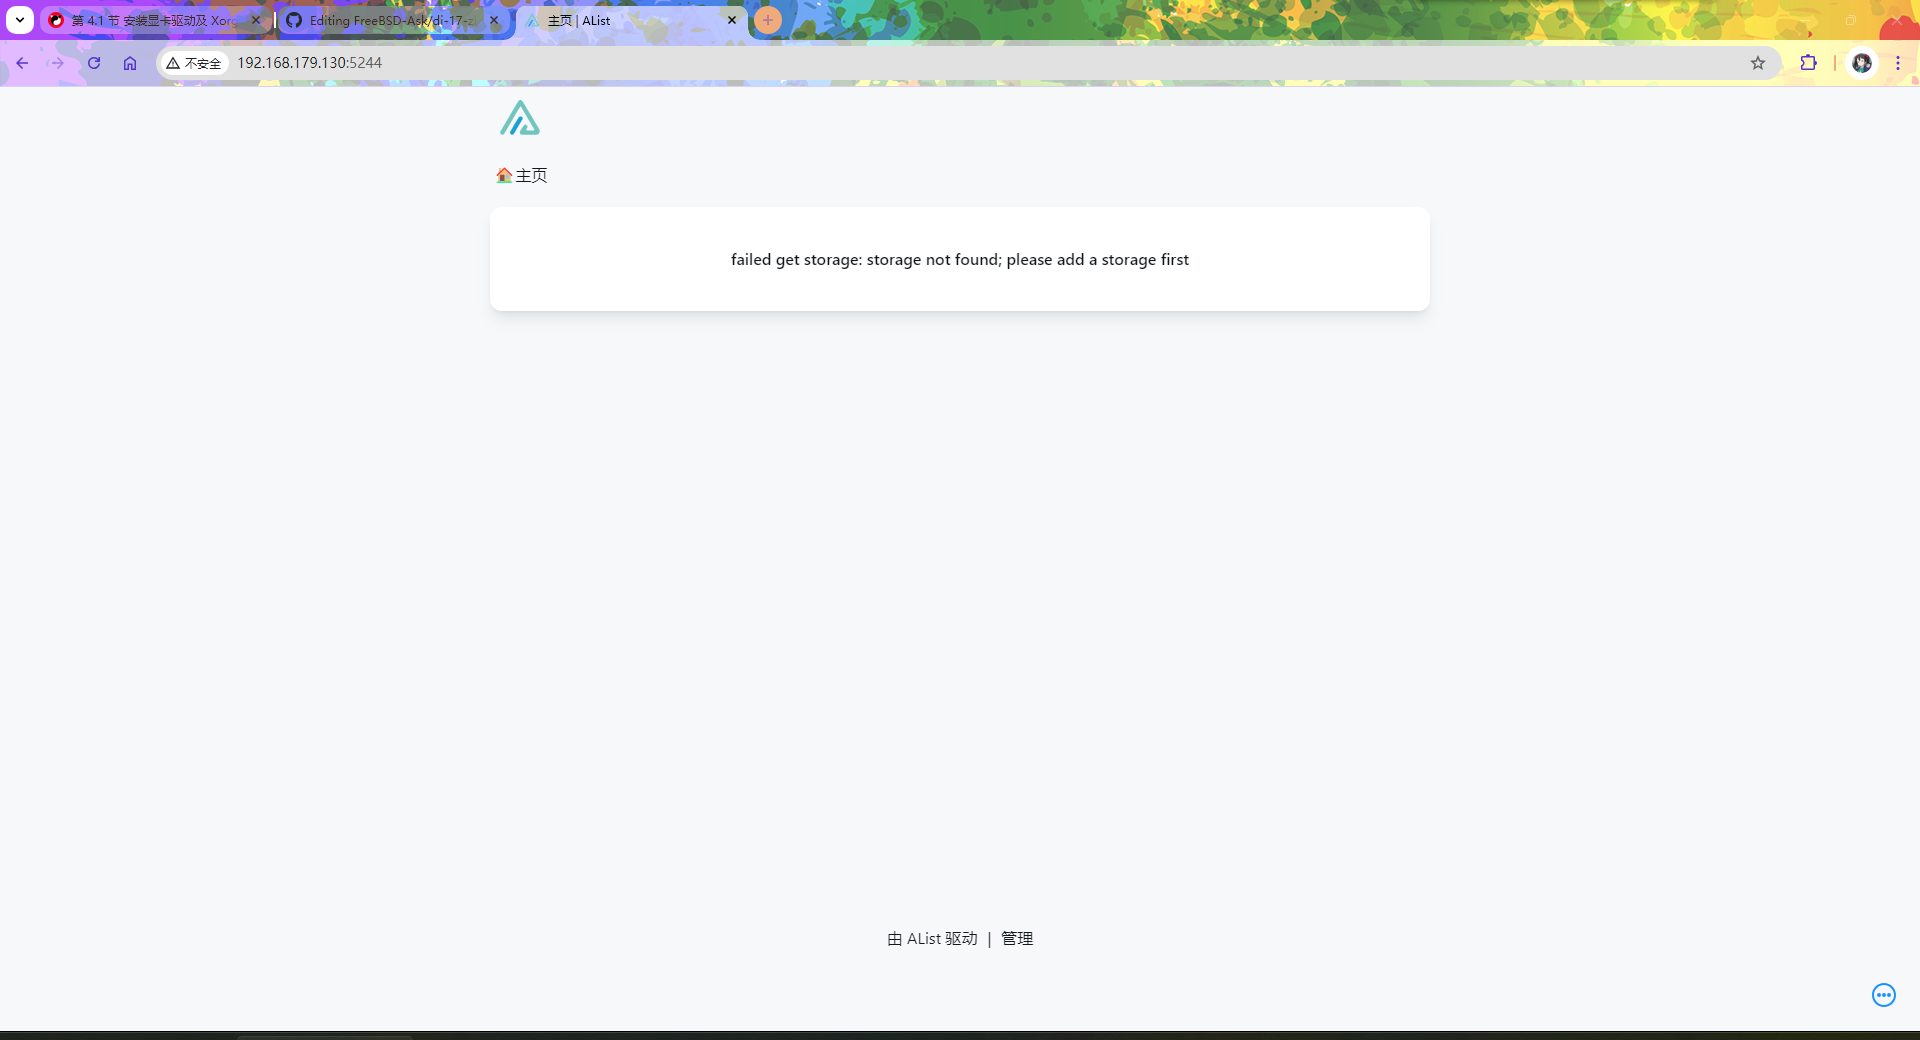 第 4.1 节 安装显卡驱动及 Xorg
Editing FreeBSD-Ask/di-17-z
主页 | AList
不安全
192.168.179.130:5244
主页
failed get storage: storage not found; please add a storage first
由 AList 驱动 | 管理